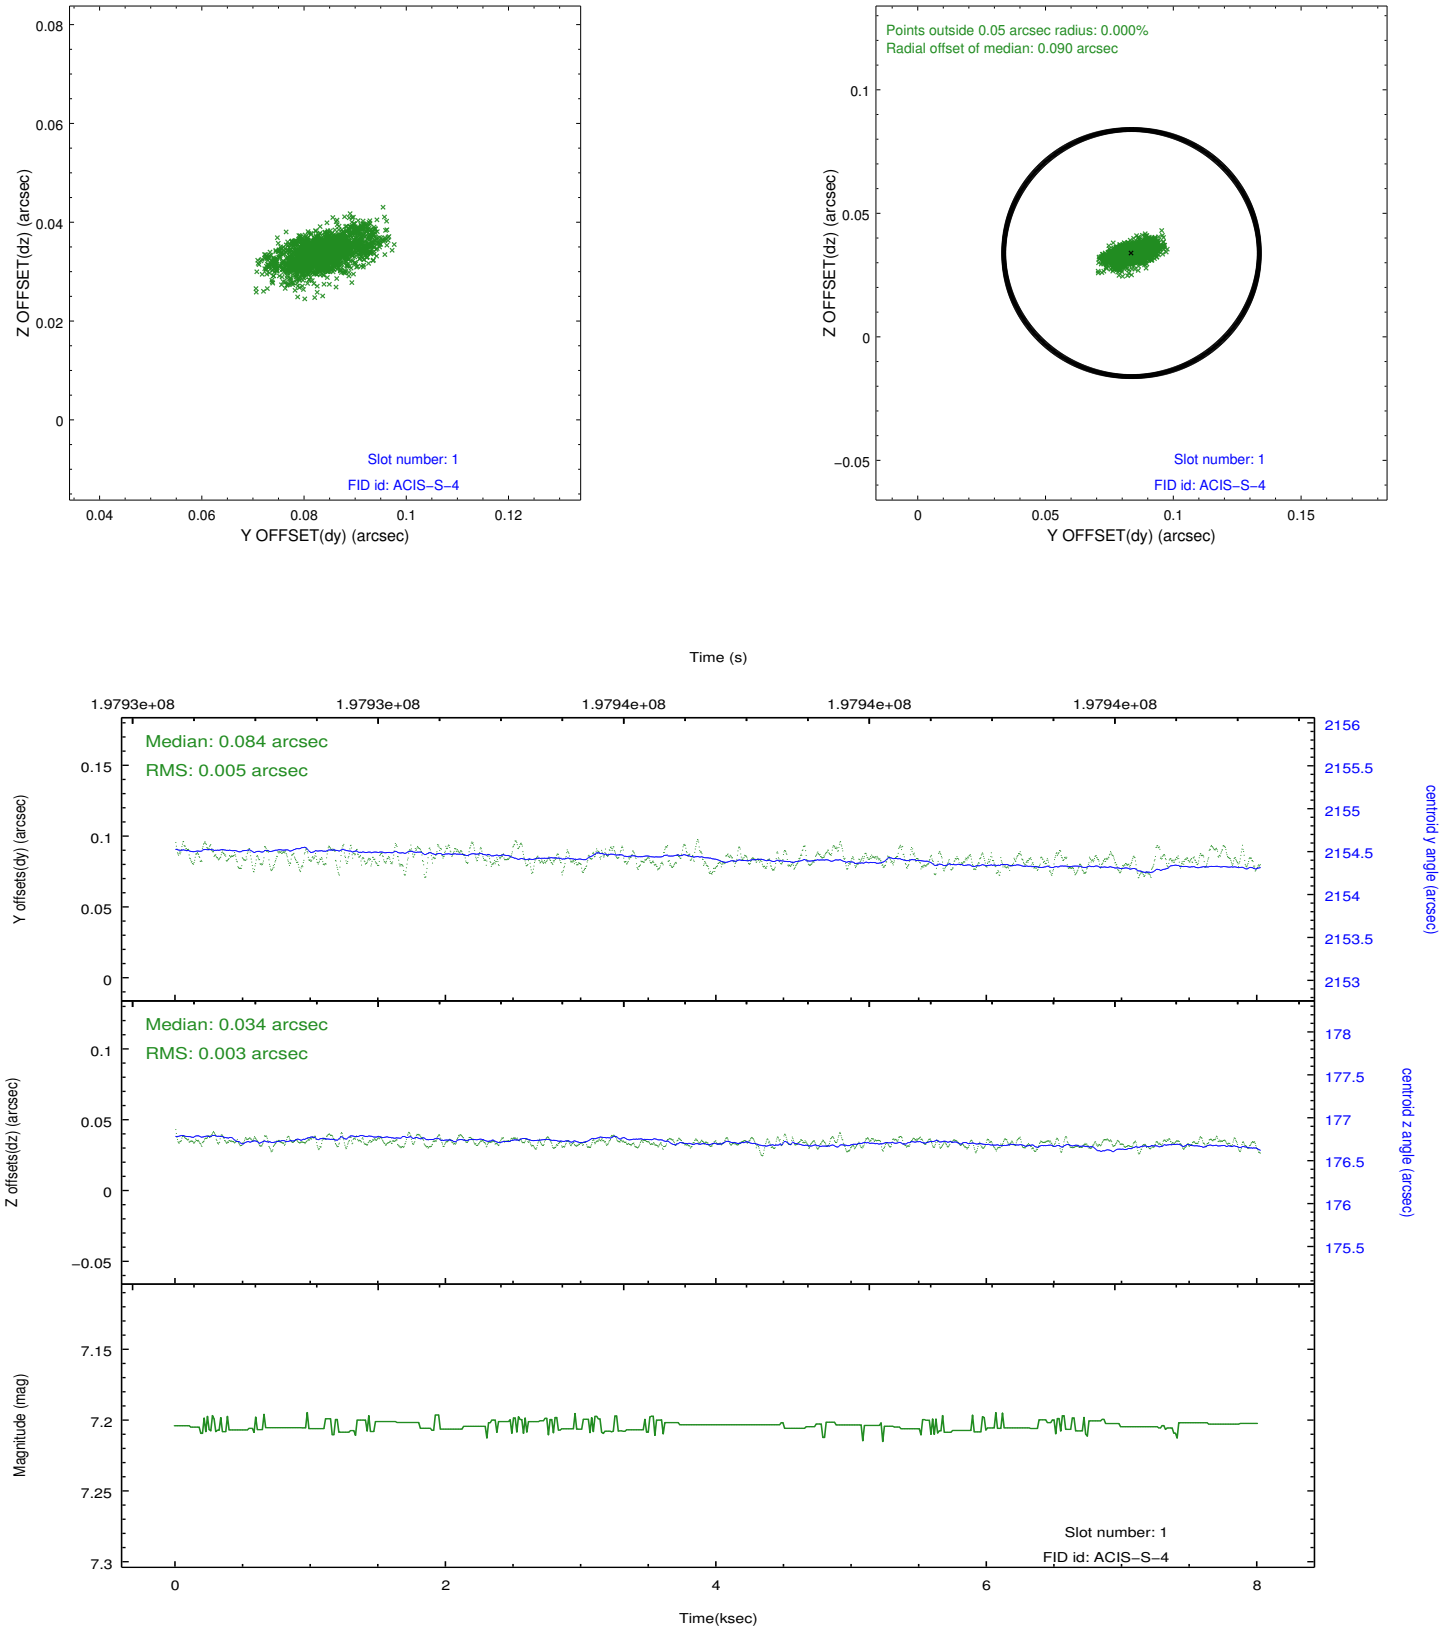 0.08
0.06
0.04
0.02
0
Z OFFSET(dz) (arcsec)
Slot number: 1
FID id: ACIS−S−4
0.04 0.06 0.08 0.1 0.12
Y OFFSET(dy) (arcsec)
Points outside 0.05 arcsec radius: 0.000%
Radial offset of median: 0.090 arcsec
0.1
0.05
0
−0.05
Z OFFSET(dz) (arcsec)
Slot number: 1
FID id: ACIS−S−4
0 0.05 0.1 0.15
Y OFFSET(dy) (arcsec)
Time (s)
1.9793e+08 1.9793e+08 1.9794e+08 1.9794e+08 1.9794e+08
Median: 0.084 arcsec
RMS: 0.005 arcsec
0.15
0.1
0.05
0
Y offsets(dy) (arcsec)
2156
2155.5
2155
2154.5
2154
2153.5
2153
centroid y angle (arcsec)
Median: 0.034 arcsec
RMS: 0.003 arcsec
0.1
0.05
0
−0.05
Z offsets(dz) (arcsec)
178
177.5
177
176.5
176
175.5
centroid z angle (arcsec)
7.15
7.2
7.25
7.3
Magnitude (mag)
Slot number: 1
FID id: ACIS−S−4
0 2 4 6 8
Time(ksec)